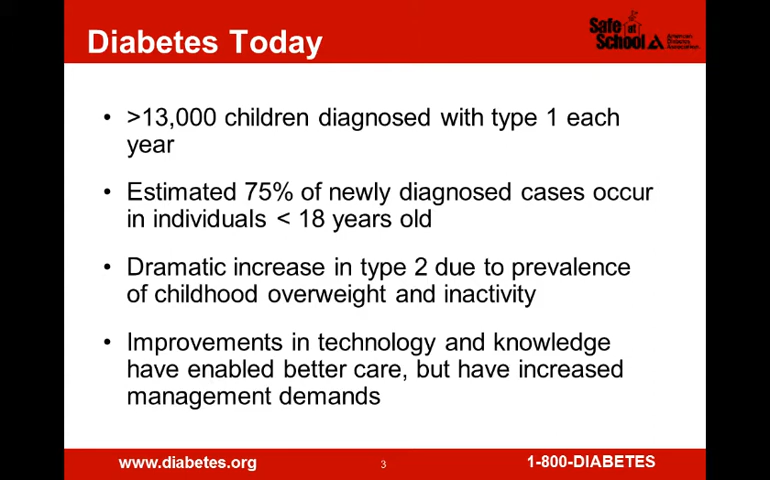 Diabetes Today
Safe at
School
American
Diabetes
Association
• >13,000 children diagnosed with type 1 each
year
• Estimated 75% of newly diagnosed cases occur
in individuals < 18 years old
• Dramatic increase in type 2 due to prevalence
of childhood overweight and inactivity
• Improvements in technology and knowledge
have enabled better care, but have increased
management demands
www.diabetes.org
3
1-800-DIABETES